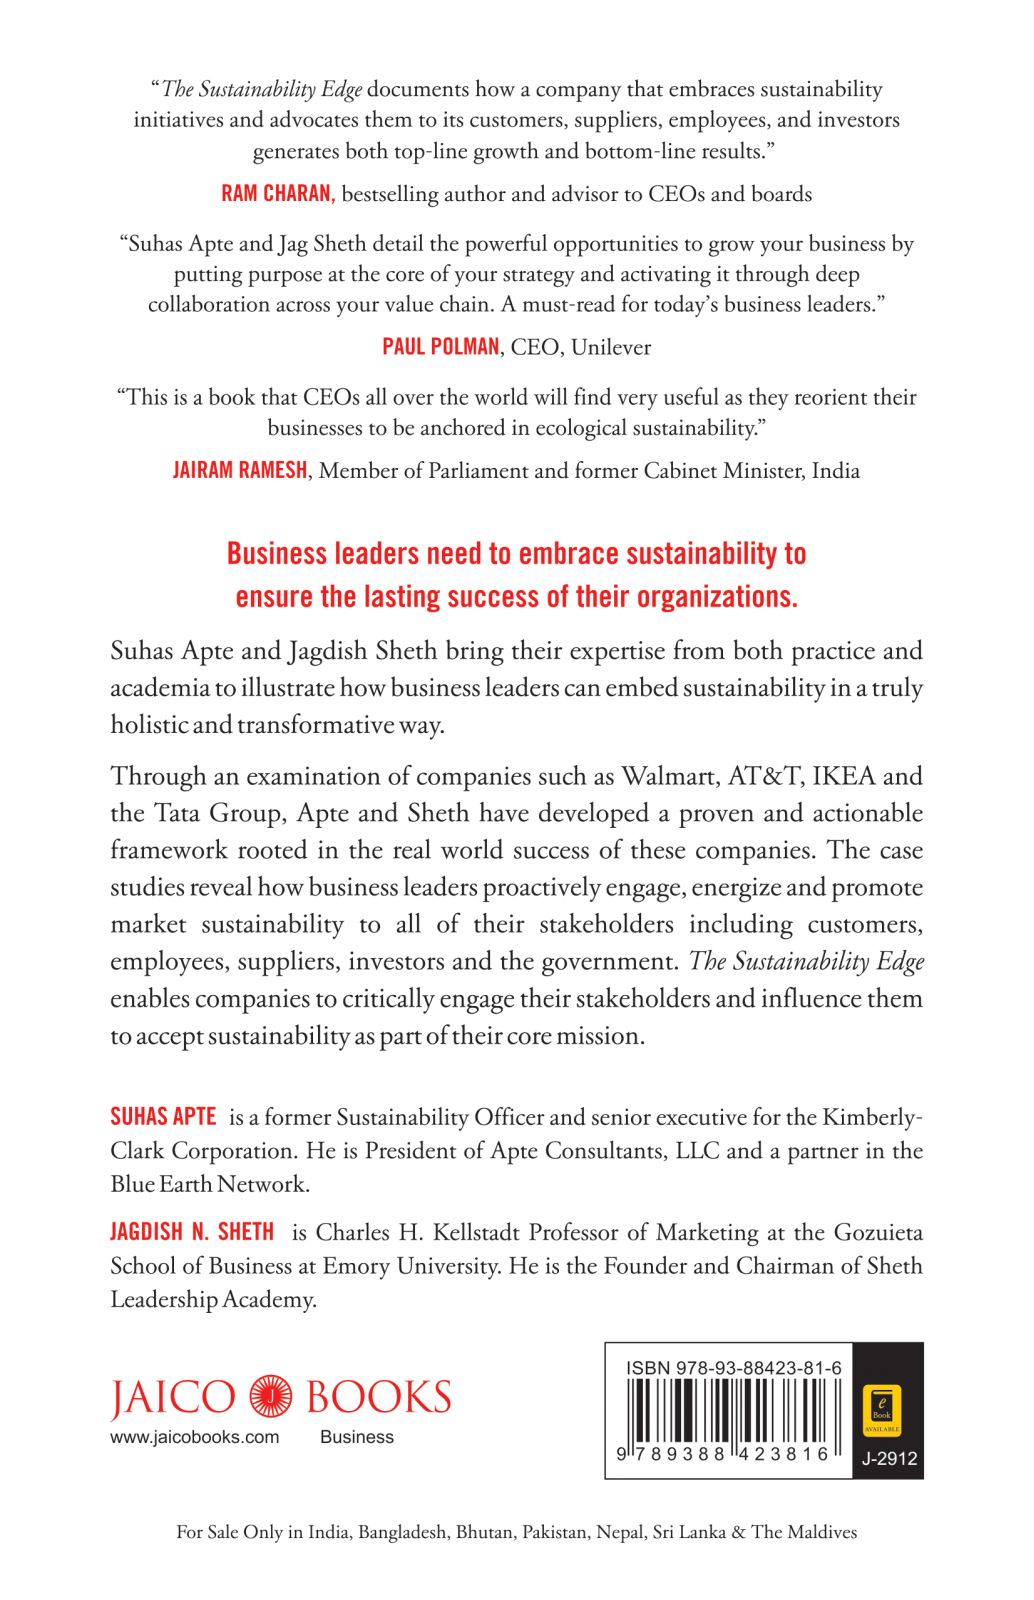 “The Sustainability Edge documents how a company that embraces sustainability
initiatives and advocates them to its customers, suppliers, employees, and investors
generates both top-line growth and bottom-line results.”
RAM CHARAN, bestselling author and advisor to CEOs and boards
“Suhas Apte and Jag Sheth detail the powerful opportunities to grow your business by
putting purpose at the core of your strategy and activating it through deep
collaboration across your value chain. A must-read for today’s business leaders.”
PAUL POLMAN, CEO, Unilever
“This is a book that CEOs all over the world will find very useful as they reorient their
businesses to be anchored in ecological sustainability.”
JAIRAM RAMESH, Member of Parliament and former Cabinet Minister, India
Business leaders need to embrace sustainability to
ensure the lasting success of their organizations.
Suhas Apte and Jagdish Sheth bring their expertise from both practice and
academia to illustrate how business leaders can embed sustainability in a truly
holistic and transformative way.
Through an examination of companies such as Walmart, AT&T, IKEA and
the Tata Group, Apte and Sheth have developed a proven and actionable
framework rooted in the real world success of these companies. The case
studies reveal how business leaders proactively engage, energize and promote
market sustainability to all of their stakeholders including customers,
employees, suppliers, investors and the government. The Sustainability Edge
enables companies to critically engage their stakeholders and influence them
to accept sustainability as part of their core mission.
SUHAS APTE is a former Sustainability Officer and senior executive for the Kimberly-
Clark Corporation. He is President of Apte Consultants, LLC and a partner in the
Blue Earth Network.
JAGDISH N. SHETH is Charles H. Kellstadt Professor of Marketing at the Gozuieta
School of Business at Emory University. He is the Founder and Chairman of Sheth
Leadership Academy.
JAICO J BOOKS
www.jaicobooks.com Business
ISBN 978-93-88423-81-6
9 789388 423816
e
Book
AVAILABLE
J-2912
For Sale Only in India, Bangladesh, Bhutan, Pakistan, Nepal, Sri Lanka & The Maldives